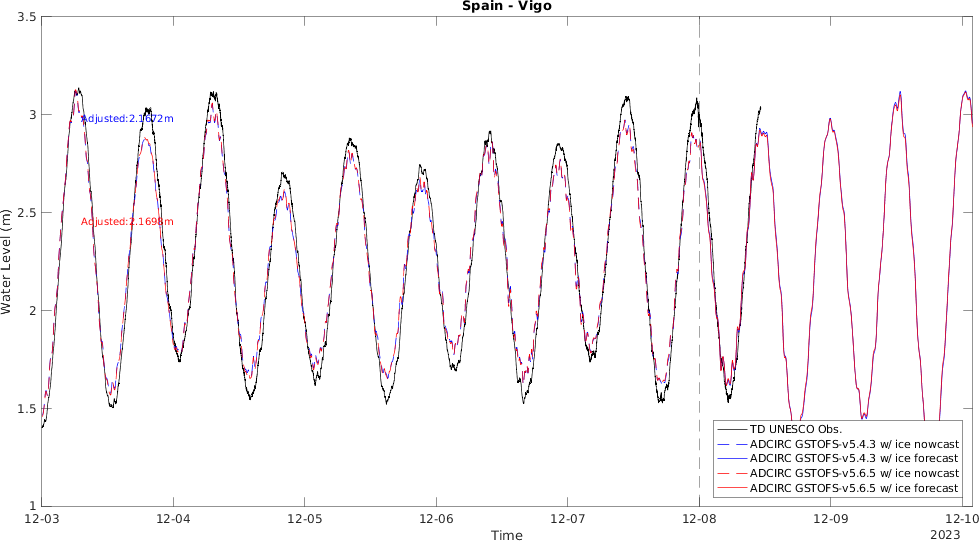 Spain - Vigo
3.5
3
2.5
2
1.5
1
Water Level (m)
Adjusted:2.1672m
Adjusted:2.1698m
TD UNESCO Obs.
ADCIRC GSTOFS-v5.4.3 w/ ice nowcast
ADCIRC GSTOFS-v5.4.3 w/ ice forecast
ADCIRC GSTOFS-v5.6.5 w/ ice nowcast
ADCIRC GSTOFS-v5.6.5 w/ ice forecast
12-03 12-04 12-05 12-06 12-07 12-08 12-09 12-10
Time
2023